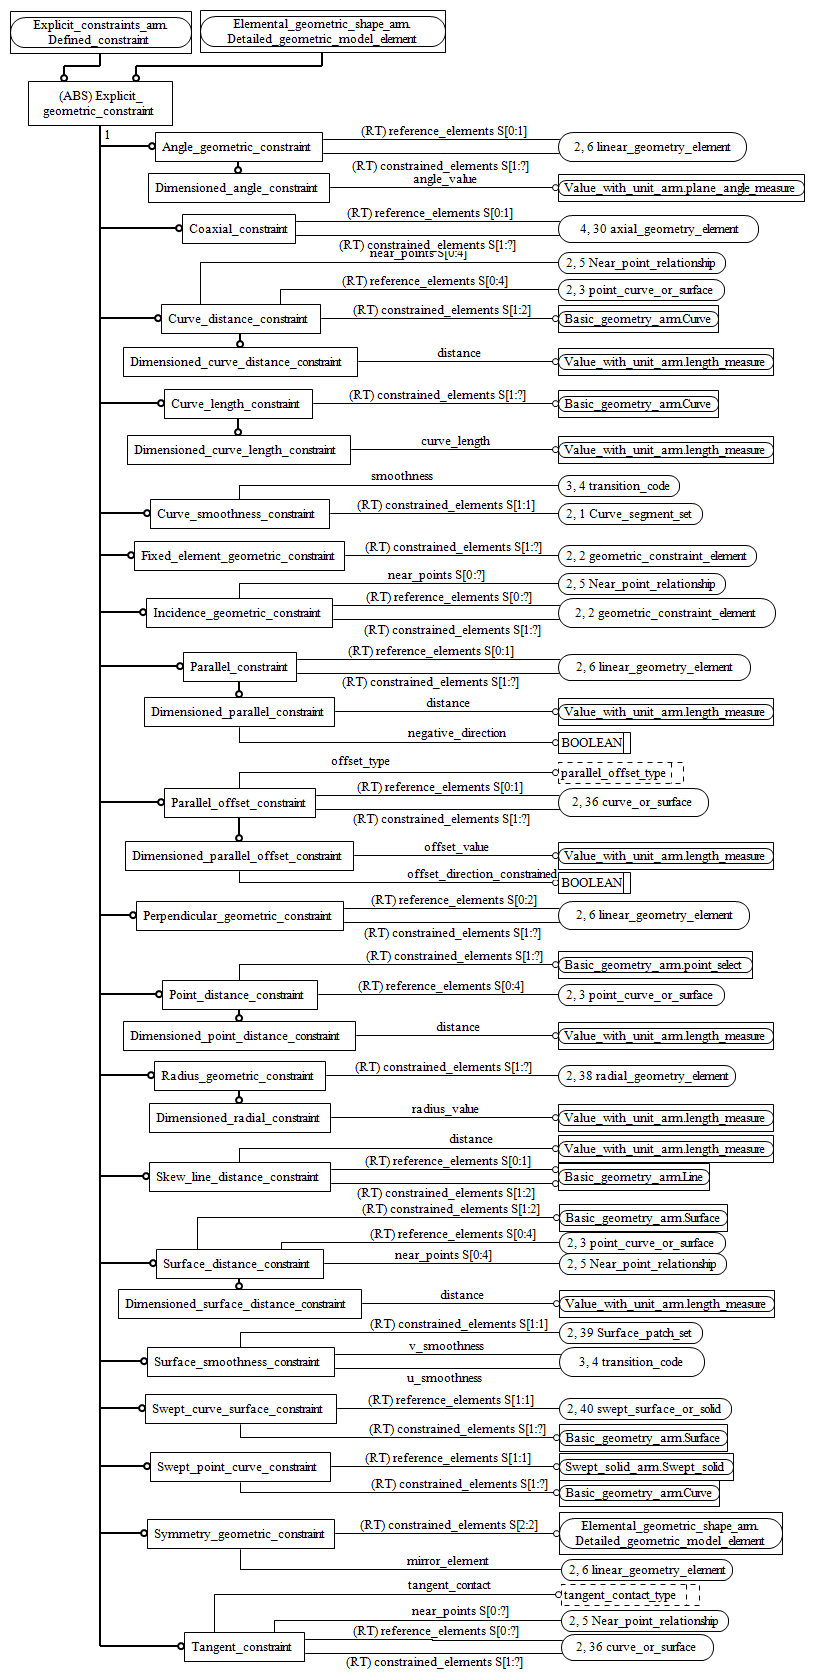 Explicit_constraints_arm.
Defined_constraint
Elemental_geometric_shape_arm.
Detailed_geometric_model_element
(ABS) Explicit_
geometric_constraint
1
(RT) reference_elements S[0:1]
Angle_geometric_constraint
2, 6 linear_geometry_element
(RT) constrained_elements S[1:?]
angle_value
Dimensioned_angle_constraint
Value_with_unit_arm.plane_angle_measure
(RT) reference_elements S[0:1]
Coaxial_constraint
4, 30 axial_geometry_element
(RT) constrained_elements S[1:?]
near_points S[0:4]
2, 5 Near_point_relationship
(RT) reference_elements S[0:4]
2, 3 point_curve_or_surface
(RT) constrained_elements S[1:2]
Curve_distance_constraint
Basic_geometry_arm.Curve
distance
Dimensioned_curve_distance_constraint
Value_with_unit_arm.length_measure
(RT) constrained_elements S[1:?]
Curve_length_constraint
Basic_geometry_arm.Curve
curve_length
Dimensioned_curve_length_constraint
Value_with_unit_arm.length_measure
smoothness
3, 4 transition_code
(RT) constrained_elements S[1:1]
Curve_smoothness_constraint
2, 1 Curve_segment_set
(RT) constrained_elements S[1:?]
Fixed_element_geometric_constraint
2, 2 geometric_constraint_element
near_points S[0:?]
2, 5 Near_point_relationship
(RT) reference_elements S[0:?]
Incidence_geometric_constraint
2, 2 geometric_constraint_element
(RT) constrained_elements S[1:?]
(RT) reference_elements S[0:1]
Parallel_constraint
2, 6 linear_geometry_element
(RT) constrained_elements S[1:?]
distance
Dimensioned_parallel_constraint
Value_with_unit_arm.length_measure
negative_direction
BOOLEAN
offset_type
parallel_offset_type
(RT) reference_elements S[0:1]
Parallel_offset_constraint
2, 36 curve_or_surface
(RT) constrained_elements S[1:?]
offset_value
Dimensioned_parallel_offset_constraint
Value_with_unit_arm.length_measure
offset_direction_constrained
BOOLEAN
(RT) reference_elements S[0:2]
Perpendicular_geometric_constraint
2, 6 linear_geometry_element
(RT) constrained_elements S[1:?]
(RT) constrained_elements S[1:?]
Basic_geometry_arm.point_select
(RT) reference_elements S[0:4]
Point_distance_constraint
2, 3 point_curve_or_surface
distance
Dimensioned_point_distance_constraint
Value_with_unit_arm.length_measure
(RT) constrained_elements S[1:?]
Radius_geometric_constraint
2, 38 radial_geometry_element
radius_value
Dimensioned_radial_constraint
Value_with_unit_arm.length_measure
distance
Value_with_unit_arm.length_measure
(RT) reference_elements S[0:1]
Skew_line_distance_constraint
Basic_geometry_arm.Line
(RT) constrained_elements S[1:2]
(RT) constrained_elements S[1:2]
Basic_geometry_arm.Surface
(RT) reference_elements S[0:4]
2, 3 point_curve_or_surface
near_points S[0:4]
Surface_distance_constraint
2, 5 Near_point_relationship
distance
Dimensioned_surface_distance_constraint
Value_with_unit_arm.length_measure
(RT) constrained_elements S[1:1]
2, 39 Surface_patch_set
v_smoothness
Surface_smoothness_constraint
3, 4 transition_code
u_smoothness
(RT) reference_elements S[1:1]
Swept_curve_surface_constraint
2, 40 swept_surface_or_solid
(RT) constrained_elements S[1:?]
Basic_geometry_arm.Surface
(RT) reference_elements S[1:1]
Swept_point_curve_constraint
Swept_solid_arm.Swept_solid
(RT) constrained_elements S[1:?]
Basic_geometry_arm.Curve
(RT) constrained_elements S[2:2]
Symmetry_geometric_constraint
Elemental_geometric_shape_arm.
Detailed_geometric_model_element
mirror_element
2, 6 linear_geometry_element
tangent_contact
tangent_contact_type
near_points S[0:?]
2, 5 Near_point_relationship
(RT) reference_elements S[0:?]
Tangent_constraint
2, 36 curve_or_surface
(RT) constrained_elements S[1:?]